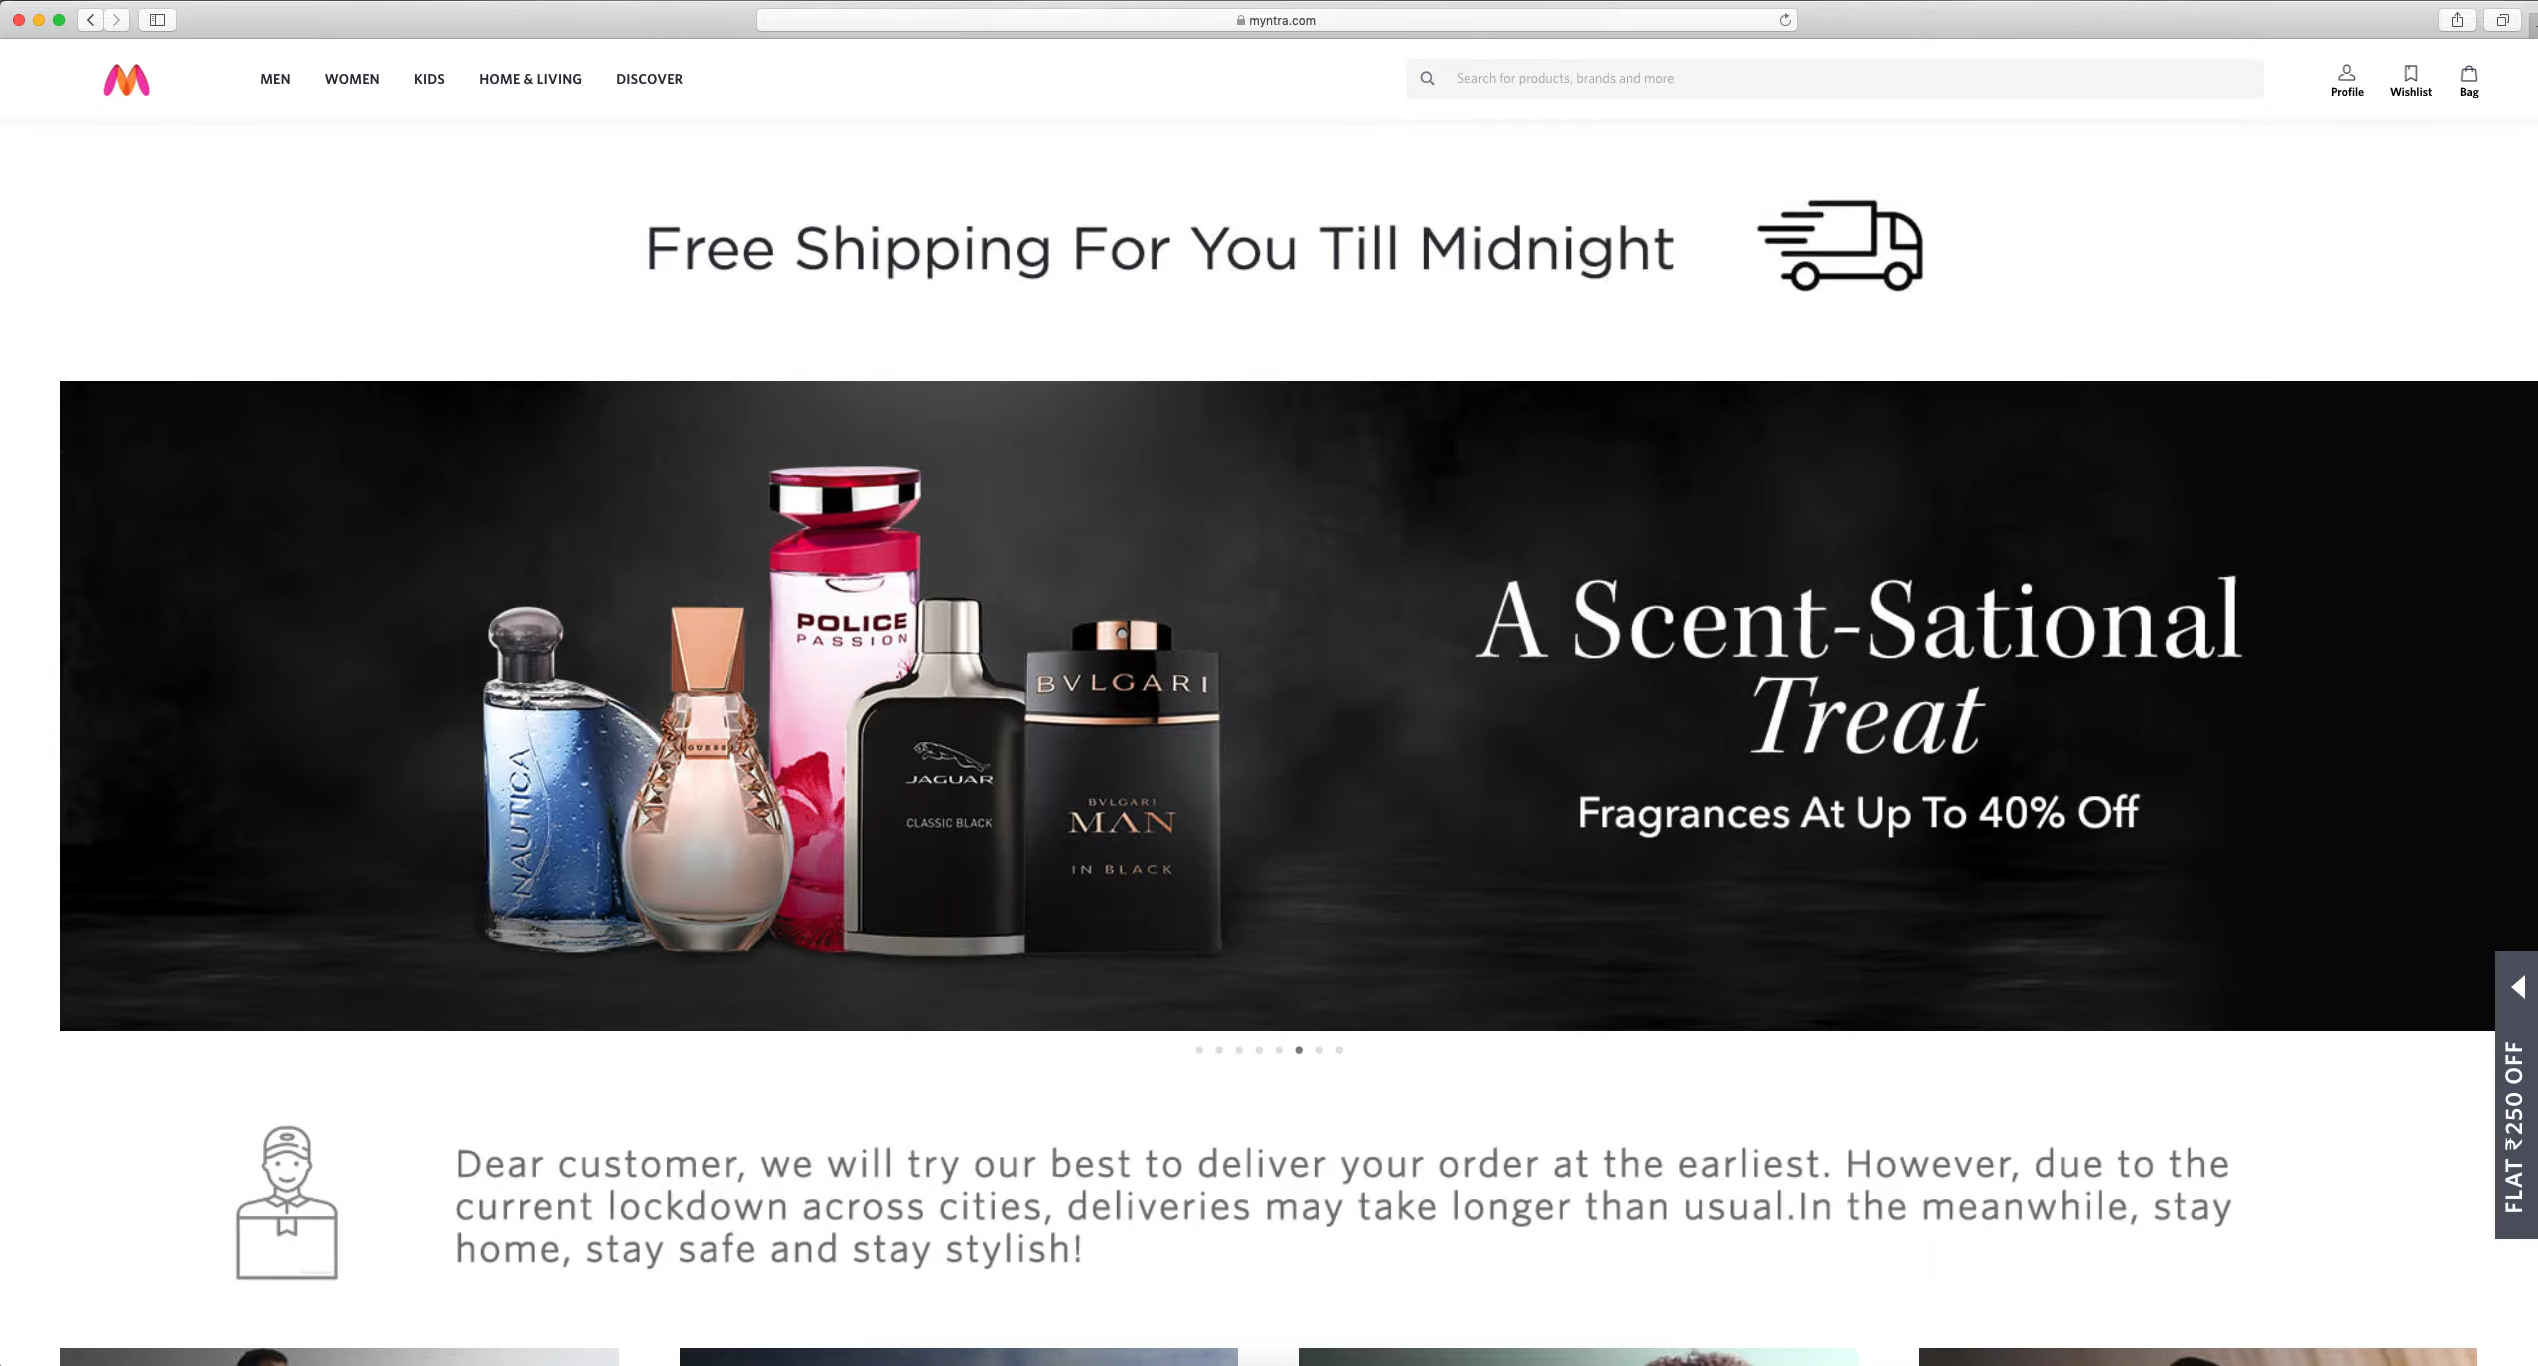 myntra.com
MEN WOMEN KIDS HOME & LIVING DISCOVER
Search for products, brands and more
Profile Wishlist Bag
Free Shipping For You Till Midnight
POLICE
PASSION
NAUTICA
GUESS
JAGUAR
CLASSIC BLACK
BVLGARI
BVLGARI
MAN
IN BLACK
A Scent-Sational
Treat
Fragrances At Up To 40% Off
FLAT ₹250 OFF
Dear customer, we will try our best to deliver your order at the earliest. However, due to the
current lockdown across cities, deliveries may take longer than usual.In the meanwhile, stay
home, stay safe and stay stylish!